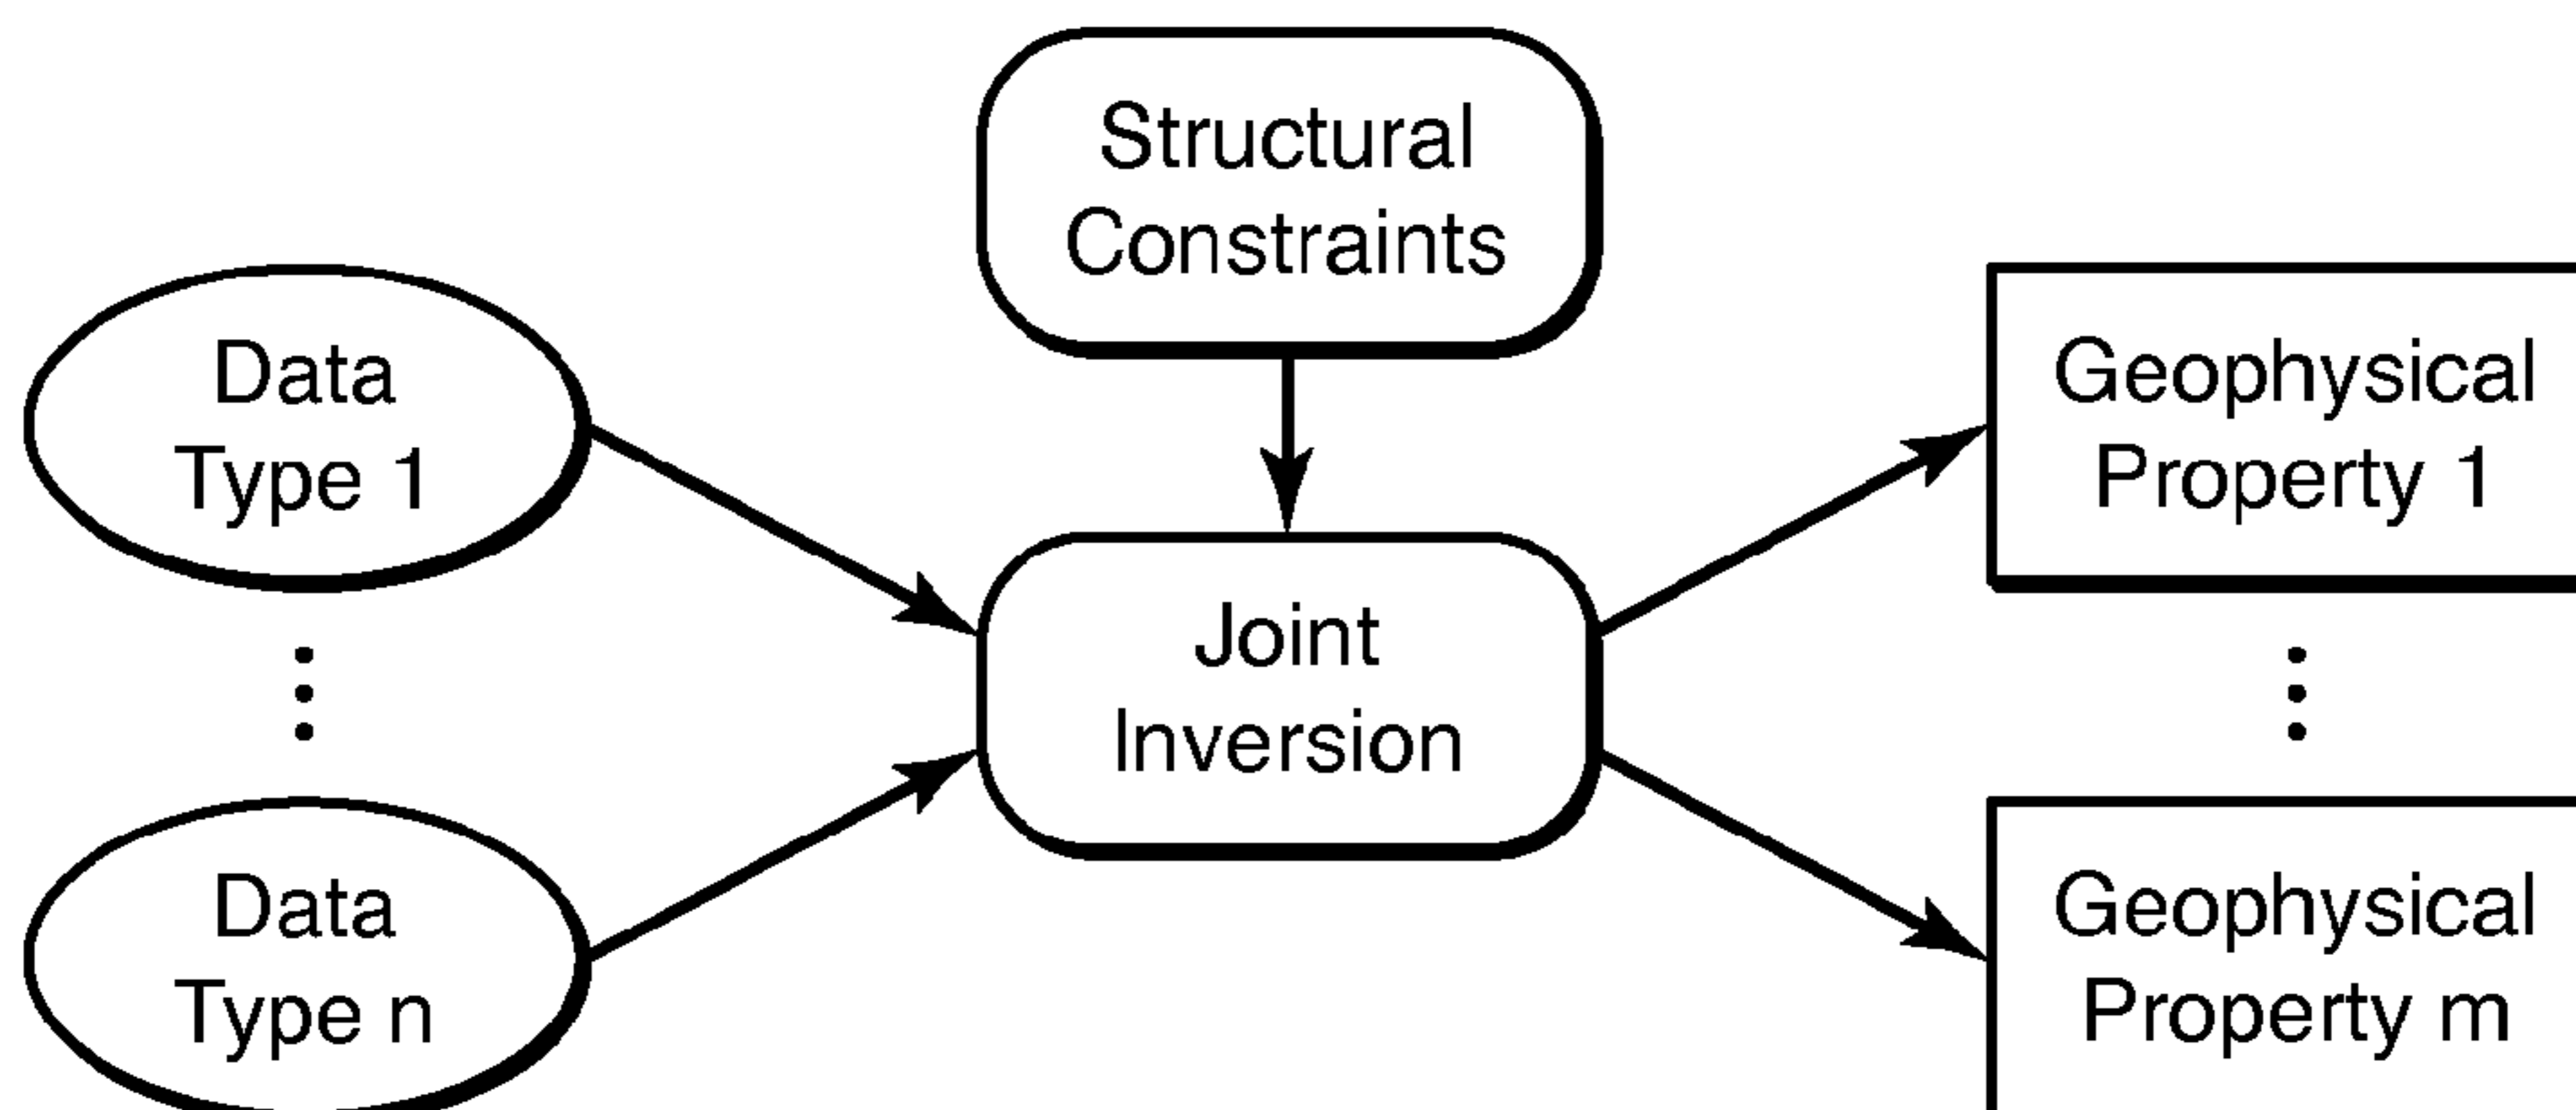 Structural
Constraints
Data
Type 1
Geophysical
Property 1
Joint
Inversion
Data
Type n
Geophysical
Property m